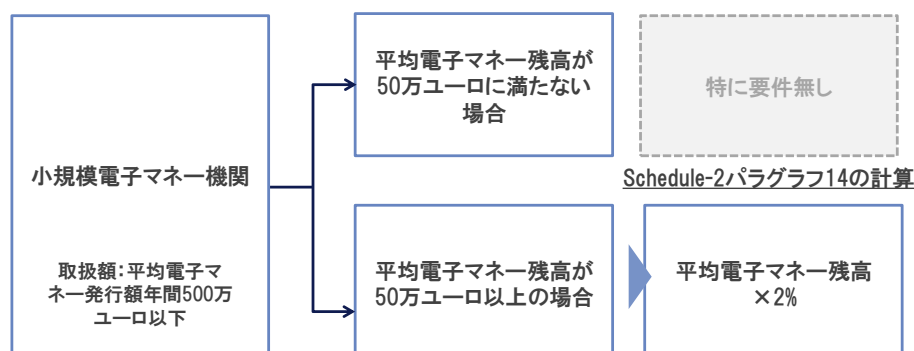 小規模電子マネー機関
取扱額：平均電子マ
ネー発行額年間500万
ユーロ以下
平均電子マネー残高が
50万ユーロに満たない
場合
特に要件無し
Schedule-2パラグラフ14の計算
平均電子マネー残高が
50万ユーロ以上の場合
平均電子マネー残高
×2%